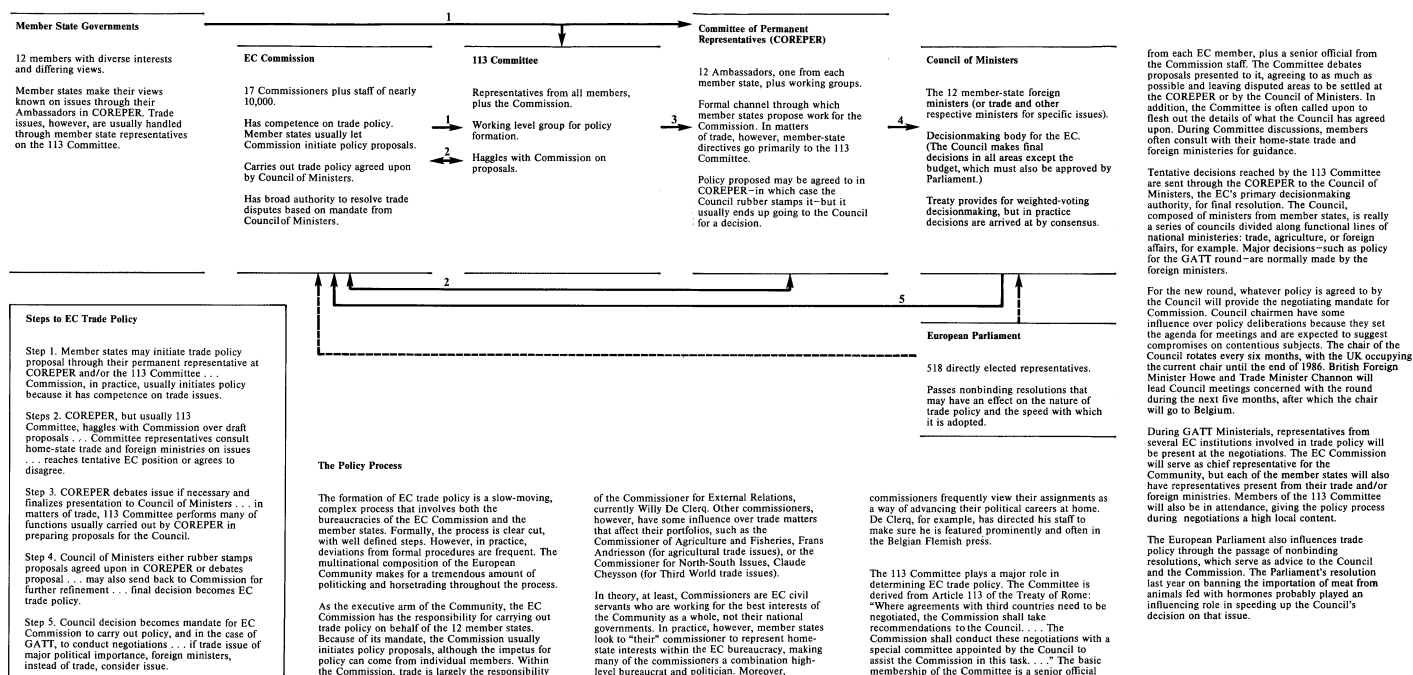 1
Member State Governments
12 members with diverse interests
and differing views.
Member states make their views
known on issues through their
Ambassadors in COREPER. Trade
issues, however, are usually handled
through member state representatives
on the 113 Committee.
EC Commission
17 Commissioners plus staff of nearly
10,000.
Has competence on trade policy.
Member states usually let
Commission initiate policy proposals.
Carries out trade policy agreed upon
by Council of Ministers.
Has broad authority to resolve trade
disputes based on mandate from
Council of Ministers.
1
2
113 Committee
Representatives from all members,
plus the Commission.
Working level group for policy
formation.
Haggles with Commission on
proposals.
3
Committee of Permanent
Representatives (COREPER)
12 Ambassadors, one from each
member state, plus working groups.
Formal channel through which
member states propose work for the
Commission. In matters
of trade, however, member-state
directives go primarily to the 113
Committee.
Policy proposed may be agreed to in
COREPER–in which case the
Council rubber stamps it–but it
usually ends up going to the Council
for a decision.
4
Council of Ministers
The 12 member-state foreign
ministers (or trade and other
respective ministers for specific issues).
Decisionmaking body for the EC.
(The Council makes final
decisions in all areas except the
budget, which must also be approved by
Parliament.)
Treaty provides for weighted-voting
decisionmaking, but in practice
decisions are arrived at by consensus.
2
5
European Parliament
518 directly elected representatives.
Passes nonbinding resolutions that
may have an effect on the nature of
trade policy and the speed with which
it is adopted.
Steps to EC Trade Policy
Step 1. Member states may initiate trade policy
proposal through their permanent representative at
COREPER and/or the 113 Committee . . .
Commission, in practice, usually initiates policy
because it has competence on trade issues.
Steps 2. COREPER, but usually 113
Committee, haggles with Commission over draft
proposals . . . Committee representatives consult
home-state trade and foreign ministries on issues
. . . reaches tentative EC position or agrees to
disagree.
Step 3. COREPER debates issue if necessary and
finalizes presentation to Council of Ministers . . . in
matters of trade, 113 Committee performs many of
functions usually carried out by COREPER in
preparing proposals for the Council.
Step 4. Council of Ministers either rubber stamps
proposals agreed upon in COREPER or debates
proposal . . . may also send back to Commission for
further refinement . . . final decision becomes EC
trade policy.
Step 5. Council decision becomes mandate for EC
Commission to carry out policy, and in the case of
GATT, to conduct negotiations . . . if trade issue of
major political importance, foreign ministers,
instead of trade, consider issue.
The Policy Process
The formation of EC trade policy is a slow-moving,
complex process that involves both the
bureaucracies of the EC Commission and the
member states. Formally, the process is clear cut,
with well defined steps. However, in practice,
deviations from formal procedures are frequent. The
multinational composition of the European
Community makes for a tremendous amount of
politicking and horsetrading throughout the process.
As the executive arm of the Community, the EC
Commission has the responsibility for carrying out
trade policy on behalf of the 12 member states.
Because of its mandate, the Commission usually
initiates policy proposals, although the impetus for
policy can come from individual members. Within
the Commission, trade is largely the responsibility
of the Commissioner for External Relations,
currently Willy De Clerq. Other commissioners,
however, have some influence over trade matters
that affect their portfolios, such as the
Commissioner of Agriculture and Fisheries, Frans
Andriesson (for agricultural trade issues), or the
Commissioner for North-South Issues, Claude
Cheysson (for Third World trade issues).
In theory, at least, Commissioners are EC civil
servants who are working for the best interests of
the Community as a whole, not their national
governments. In practice, however, member states
look to “their” commissioner to represent home-
state interests within the EC bureaucracy, making
many of the commissioners a combination high-
level bureaucrat and politician. Moreover,
commissioners frequently view their assignments as
a way of advancing their political careers at home.
De Clerq, for example, has directed his staff to
make sure he is featured prominently and often in
the Belgian Flemish press.
The 113 Committee plays a major role in
determining EC trade policy. The Committee is
derived from Article 113 of the Treaty of Rome:
“Where agreements with third countries need to be
negotiated, the Commission shall take
recommendations to the Council. . . . The
Commission shall conduct these negotiations with a
special committee appointed by the Council to
assist the Commission in this task. . . .” The basic
membership of the Committee is a senior official
from each EC member, plus a senior official from
the Commission staff. The Committee debates
proposals presented to it, agreeing to as much as
possible and leaving disputed areas to be settled at
the COREPER or by the Council of Ministers. In
addition, the Committee is often called upon to
flesh out the details of what the Council has agreed
upon. During Committee discussions, members
often consult with their home-state trade and
foreign ministries for guidance.
Tentative decisions reached by the 113 Committee
are sent through the COREPER to the Council of
Ministers, the EC's primary decisionmaking
authority, for final resolution. The Council,
composed of ministers from member states, is really
a series of councils divided along functional lines of
national ministeries: trade, agriculture, or foreign
affairs, for example. Major decisions–such as policy
for the GATT round–are normally made by the
foreign ministers.
For the new round, whatever policy is agreed to by
the Council will provide the negotiating mandate for
Commission. Council chairmen have some
influence over policy deliberations because they set
the agenda for meetings and are expected to suggest
compromises on contentious subjects. The chair of the
Council rotates every six months, with the UK occupying
the current chair until the end of 1986. British Foreign
Minister Howe and Trade Minister Channon will
lead Council meetings concerned with the round
during the next five months, after which the chair
will go to Belgium.
During GATT Ministerials, representatives from
several EC institutions involved in trade policy will
be present at the negotiations. The EC Commission
will serve as chief representative for the
Community, but each of the member states will also
have representatives present from their trade and/or
foreign ministries. Members of the 113 Committee
will also be in attendance, giving the policy process
during negotiations a high local content.
The European Parliament also influences trade
policy through the passage of nonbinding
resolutions, which serve as advice to the Council
and the Commission. The Parliament's resolution
last year on banning the importation of meat from
animals fed with hormones probably played an
influencing role in speeding up the Council's
decision on that issue.